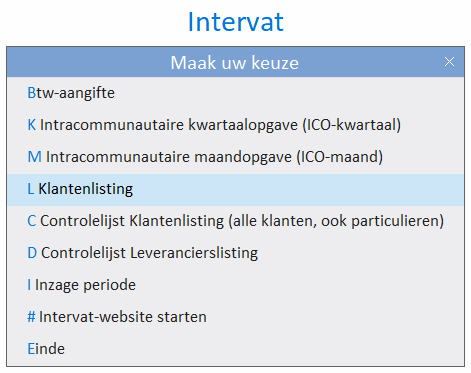 Intervat
Maak uw keuze
Btw-aangifte
K Intracommunautaire kwartaalopgave (ICO-kwartaal)
M Intracommunautaire maandopgave (ICO-maand)
L Klantenlisting
C Controlelijst Klantenlisting (alle klanten, ook particulieren)
D Controlelijst Leverancierslisting
I Inzage periode
# Intervat-website starten
Einde